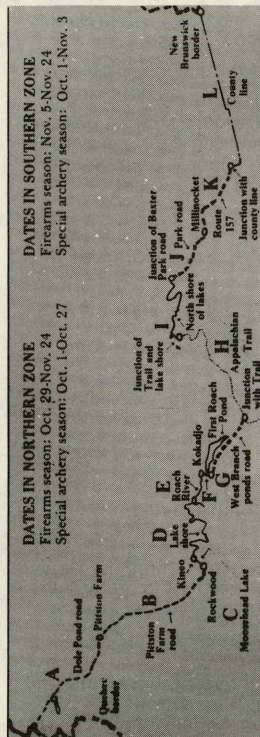 DATES IN NORTHERN ZONE
Firearms season: Oct. 29-Nov. 24
Special archery season: Oct. 1-Oct. 27
DATES IN SOUTHERN ZONE
Firearms season: Nov. 5-Nov. 24
Special archery season: Oct. 1-Nov. 3
A
Dole Pond road
Pittston Farm
Quebec
border
B
Pittston
Farm
road
Kineo
Rockwood
C
Moosehead Lake
D
Lake
shore
E
Roach
River
Kokadjo
F
First Roach
Pond
G
West Branch
ponds road
Junction
with Trail
H
Appalachian
Trail
Junction of
Trail and
lake shore
I
North shore
of lakes
Junction of Baxter
Park road
J
Park road
Millinocket
K
Route
157
Junction with
county line
L
County
line
New
Brunswick
border